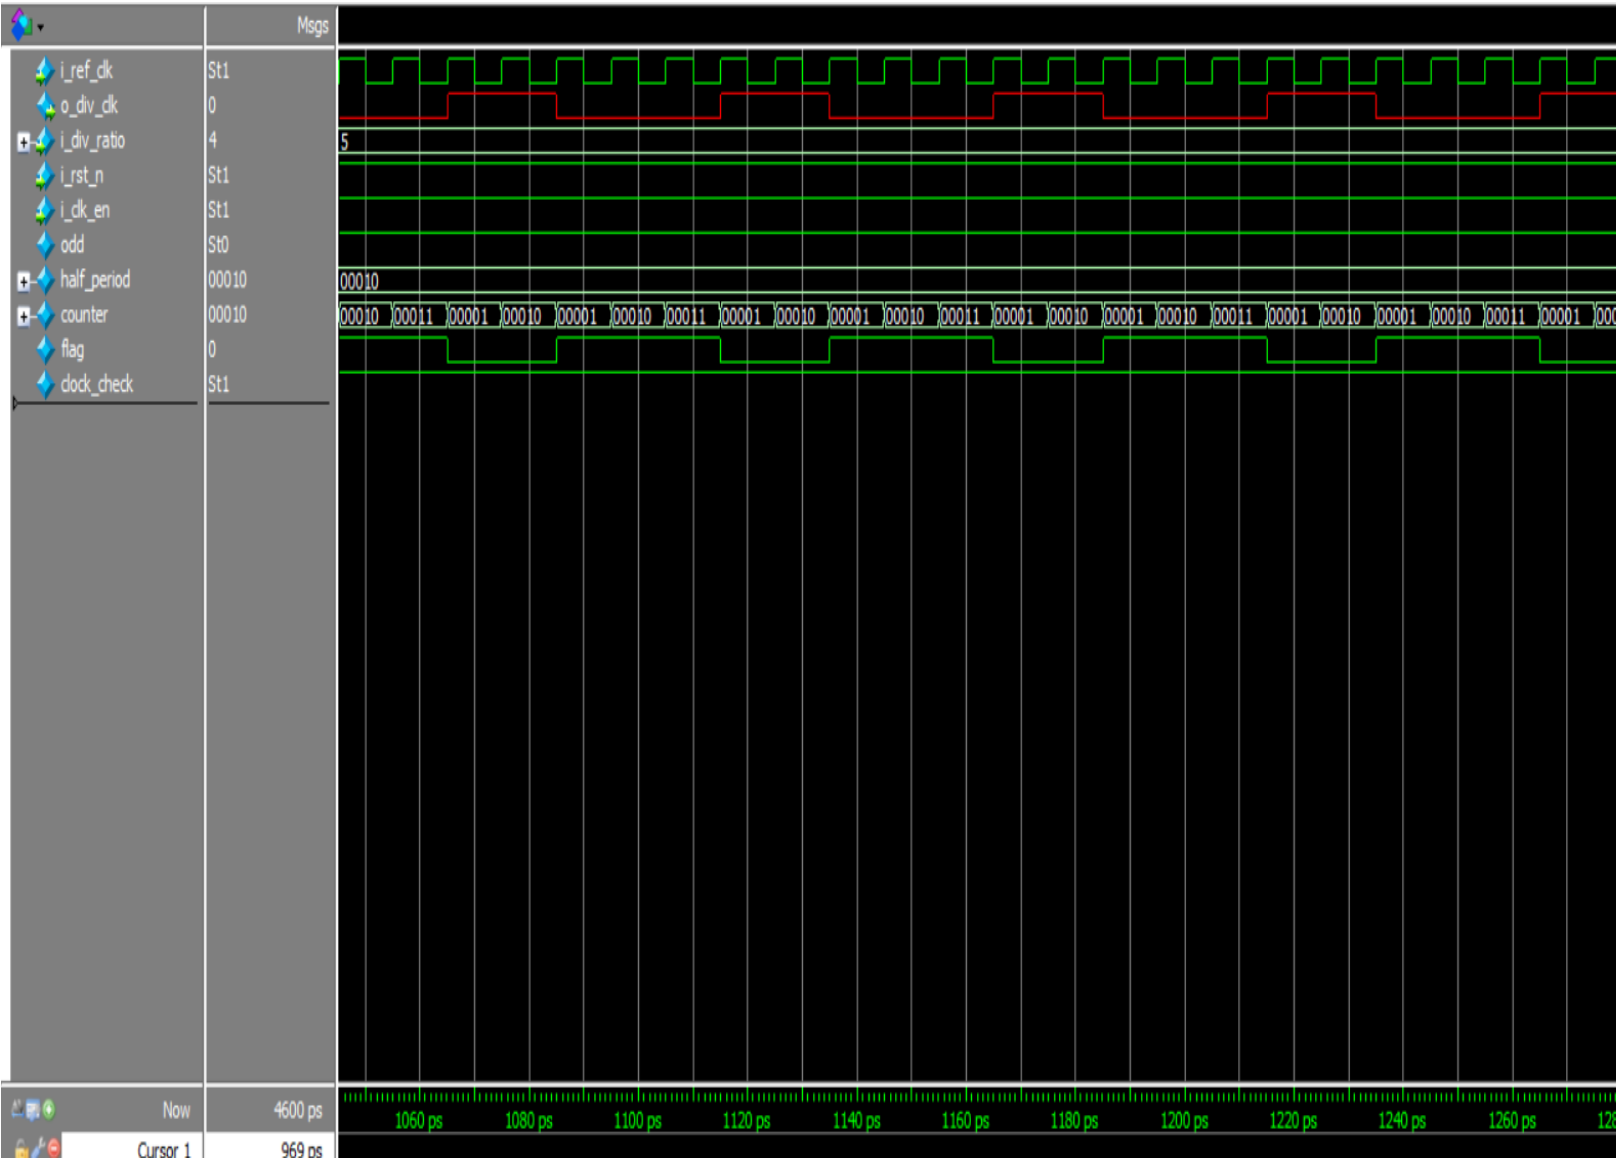 Msgs
i_ref_clk St1
o_div_clk 0
i_div_ratio 4 5
i_rst_n St1
i_clk_en St1
odd St0
half_period 00010 00010
counter 00010 00010 00011 00001 00010 00001 00010 00011 00001 00010 00001 00010 00011 00001 00010 00001 00010 00011 00001 00010 00001 00010 00011 00001 000
flag 0
clock_check St1
Now 4600 ps 1060 ps 1080 ps 1100 ps 1120 ps 1140 ps 1160 ps 1180 ps 1200 ps 1220 ps 1240 ps 1260 ps 128
Cursor 1 969 ps